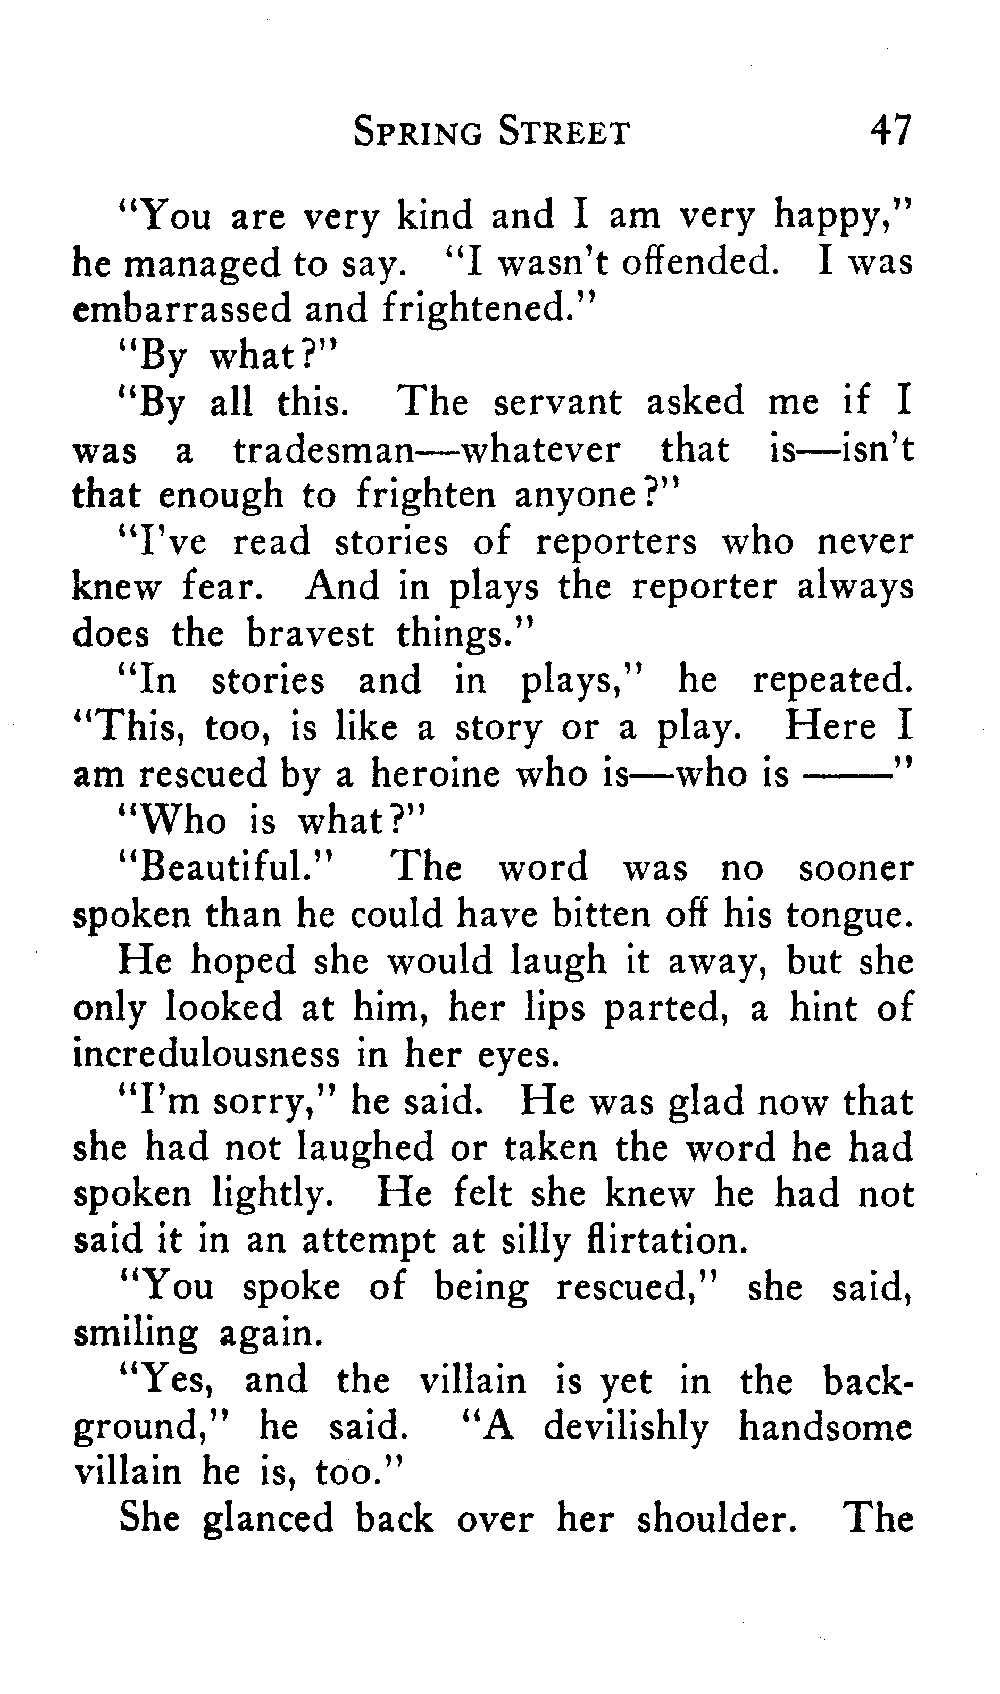 SPRING STREET 47
"You are very kind and I am very happy,"
he managed to say. "I wasn't offended. I was
embarrassed and frightened."
"By what?"
"By all this. The servant asked me if I
was a tradesman—whatever that is—isn't
that enough to frighten anyone?"
"I've read stories of reporters who never
knew fear. And in plays the reporter always
does the bravest things."
"In stories and in plays," he repeated.
"This, too, is like a story or a play. Here I
am rescued by a heroine who is—who is ——"
"Who is what?"
"Beautiful." The word was no sooner
spoken than he could have bitten off his tongue.
He hoped she would laugh it away, but she
only looked at him, her lips parted, a hint of
incredulousness in her eyes.
"I'm sorry," he said. He was glad now that
she had not laughed or taken the word he had
spoken lightly. He felt she knew he had not
said it in an attempt at silly flirtation.
"You spoke of being rescued," she said,
smiling again.
"Yes, and the villain is yet in the back-
ground," he said. "A devilishly handsome
villain he is, too."
She glanced back over her shoulder. The